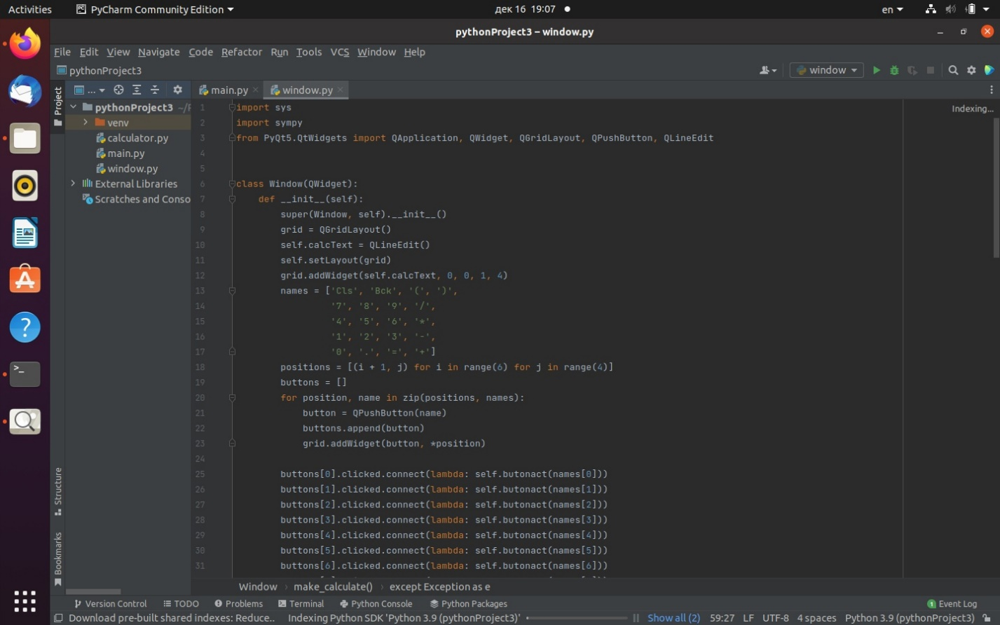 Activities PyCharm Community Edition дек 16 19:07 en
pythonProject3 – window.py
File Edit View Navigate Code Refactor Run Tools VCS Window Help
pythonProject3 window
Project ... main.py window.py
pythonProject3
venv
calculator.py
main.py
window.py
External Libraries
Scratches and Conso
Indexing...
1 import sys
2 import sympy
3 from PyQt5.QtWidgets import QApplication, QWidget, QGridLayout, QPushButton, QLineEdit
4
5
6 class Window(QWidget):
7 def __init__(self):
8 super(Window, self).__init__()
9 grid = QGridLayout()
10 self.calcText = QLineEdit()
11 self.setLayout(grid)
12 grid.addWidget(self.calcText, 0, 0, 1, 4)
13 names = ['Cls', 'Bck', '(', ')',
14 '7', '8', '9', '/',
15 '4', '5', '6', '*',
16 '1', '2', '3', '-',
17 '0', '.', '=', '+']
18 positions = [(i + 1, j) for i in range(6) for j in range(4)]
19 buttons = []
20 for position, name in zip(positions, names):
21 button = QPushButton(name)
22 buttons.append(button)
23 grid.addWidget(button, *position)
24
25 buttons[0].clicked.connect(lambda: self.butonact(names[0]))
26 buttons[1].clicked.connect(lambda: self.butonact(names[1]))
27 buttons[2].clicked.connect(lambda: self.butonact(names[2]))
28 buttons[3].clicked.connect(lambda: self.butonact(names[3]))
29 buttons[4].clicked.connect(lambda: self.butonact(names[4]))
30 buttons[5].clicked.connect(lambda: self.butonact(names[5]))
31 buttons[6].clicked.connect(lambda: self.butonact(names[6]))
Structure
Bookmarks
Window make_calculate() except Exception as e
Version Control TODO Problems Terminal Python Console Python Packages 1 Event Log
Download pre-built shared indexes: Reduce.. Indexing Python SDK 'Python 3.9 (pythonProject3)' Show all (2) 59:27 LF UTF-8 4 spaces Python 3.9 (pythonProject3)